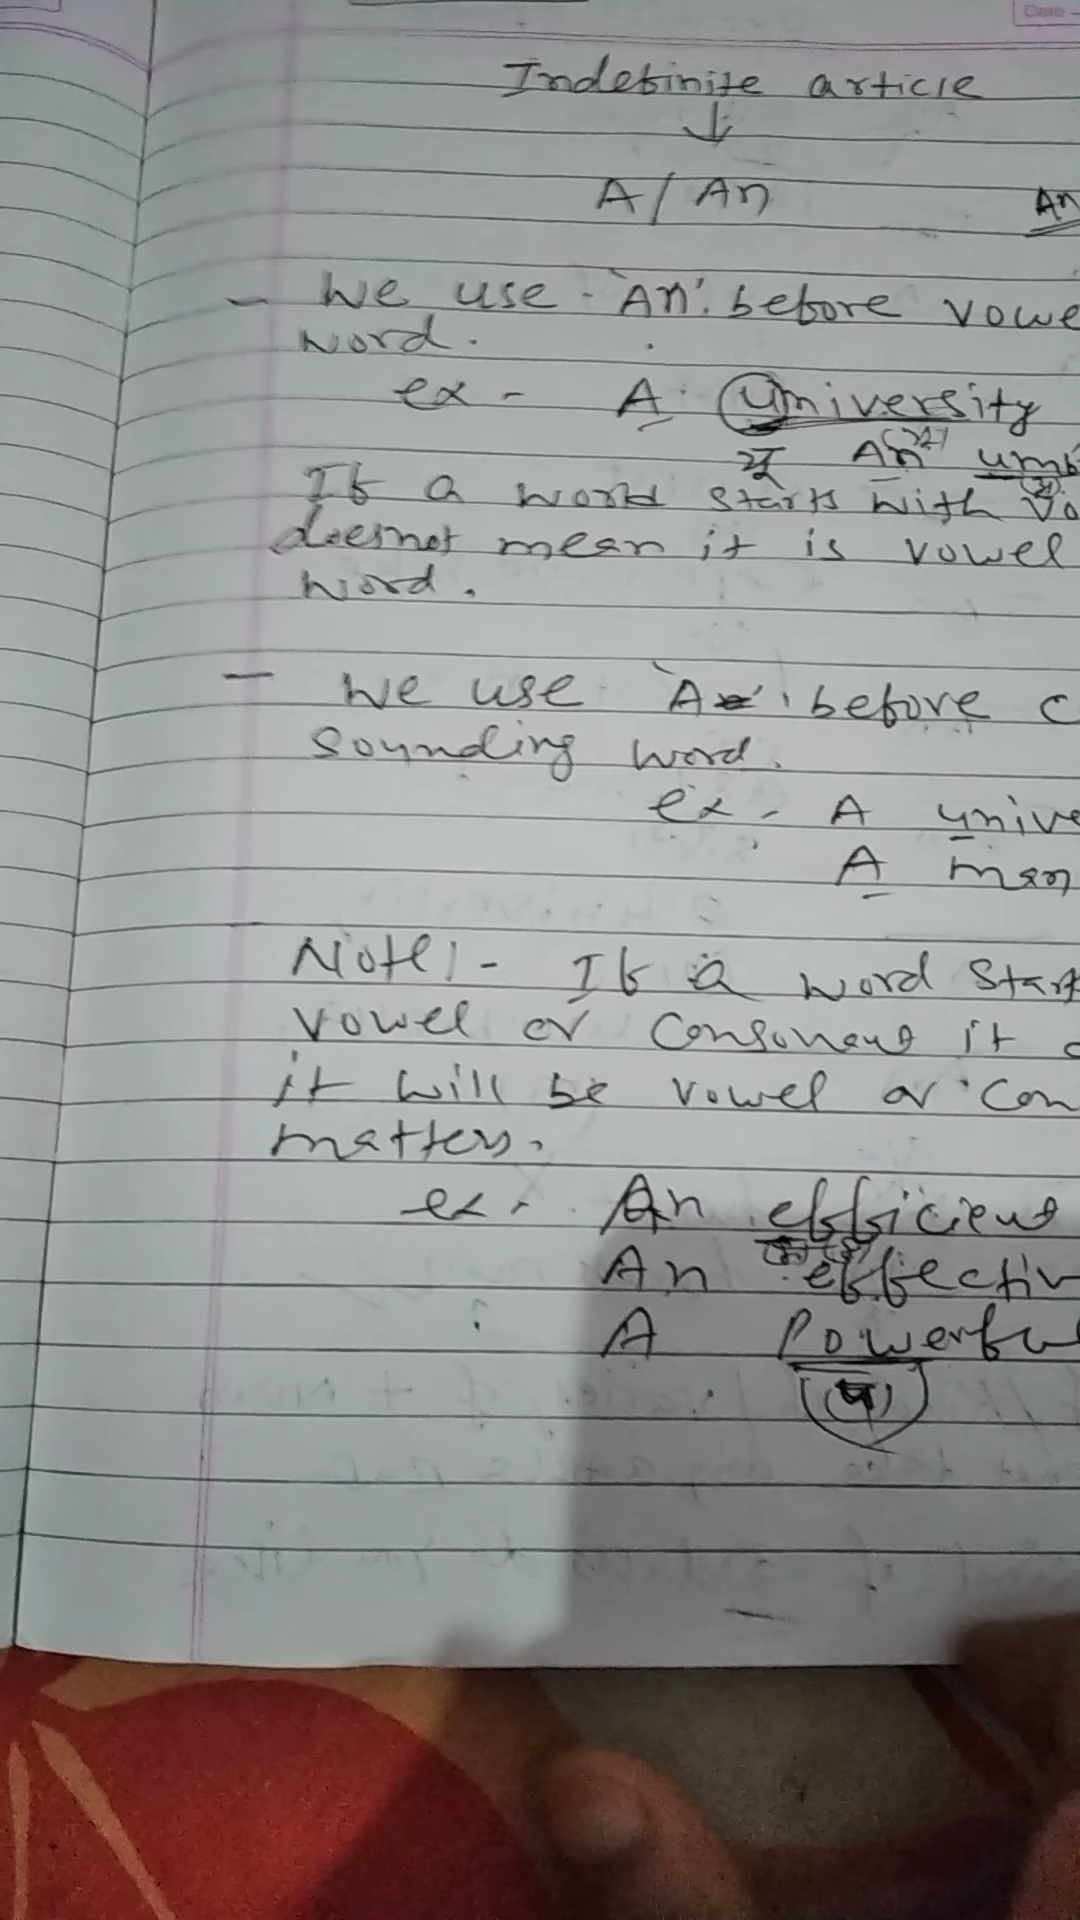 Indefinite article
↓
A / An
An
- We use 'An' before vowe
word.
ex - A University
यू An (अ) umb
If a word starts with vo
doesnot mean it is vowel
word.
- We use 'A' before c
sounding word.
ex - A unive
A man
Note:- If a word start
vowel or consonent it
it will be vowel or con
matters.
ex - An efficient
An effectiv
A Powerfu
(प)